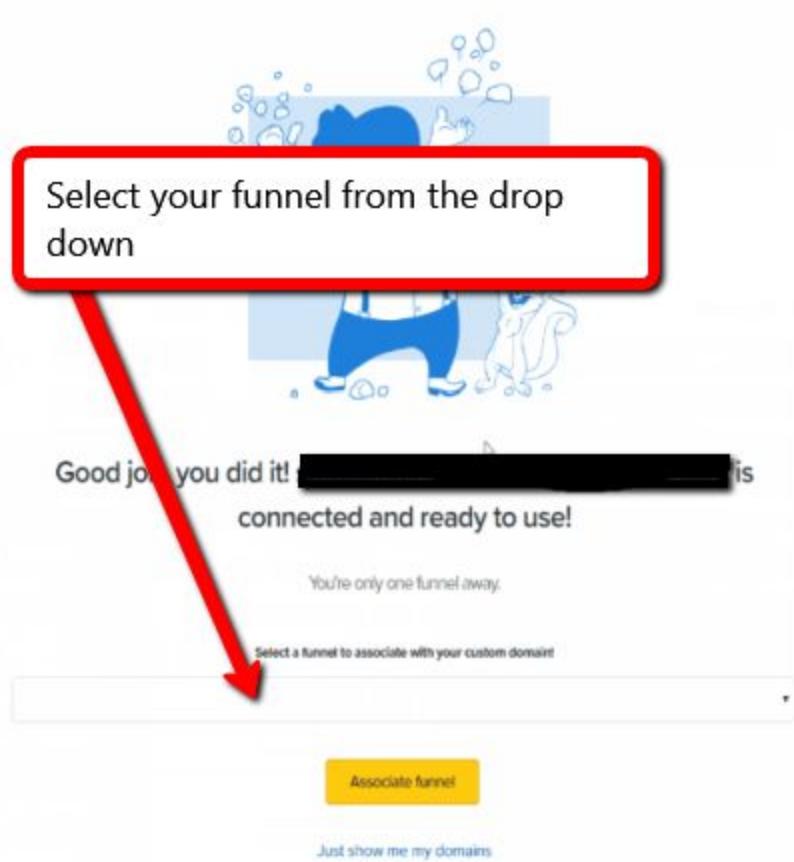 Select your funnel from the drop
down
Good jo you did it! is
connected and ready to use!
You're only one funnel away.
Select a funnel to associate with your custom domain!
Associate funnel
Just show me my domains